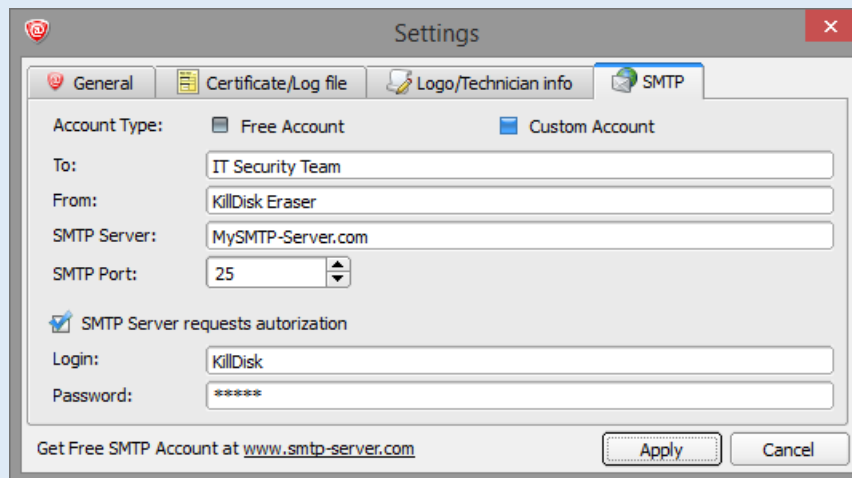 Settings
General Certificate/Log file Logo/Technician info SMTP
Account Type: Free Account Custom Account
To: IT Security Team
From: KillDisk Eraser
SMTP Server: MySMTP-Server.com
SMTP Port: 25
SMTP Server requests autorization
Login: KillDisk
Password: *****
Get Free SMTP Account at www.smtp-server.com Apply Cancel